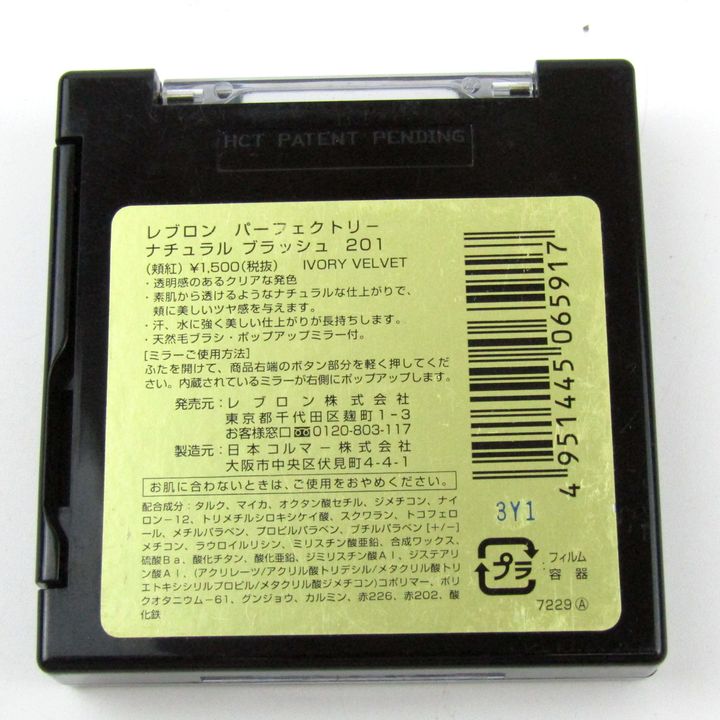 HCT PATENT PENDING
レブロン パーフェクトリー
ナチュラル ブラッシュ 201
(頬紅) ¥1,500(税抜) IVORY VELVET
・透明感のあるクリアな発色
・素肌から透けるようなナチュラルな仕上がりで、
頬に美しいツヤ感を与えます。
・汗、水に強く美しい仕上がりが長持ちします。
・天然毛ブラシ・ポップアップミラー付。
[ミラーご使用方法]
ふたを開けて、商品右端のボタン部分を軽く押してくだ
さい。内蔵されているミラーが右側にポップアップします。
発売元:レブロン株式会社
東京都千代田区麹町1-3
お客様窓口 0120-803-117
製造元:日本コルマー株式会社
大阪市中央区伏見町4-4-1
お肌に合わないときは、ご使用をおやめください。
配合成分:タルク、マイカ、オクタン酸セチル、ジメチコン、ナイ
ロン-12、トリメチルシロキシケイ酸、スクワラン、トコフェロ
ール、メチルパラベン、プロピルパラベン、ブチルパラベン[+/-]
メチコン、ラウロイルリシン、ミリスチン酸亜鉛、合成ワックス、
硫酸Ba、酸化チタン、酸化亜鉛、ジミリスチン酸Al、ジステアリ
ン酸Al、(アクリレーツ/アクリル酸トリデシル/メタクリル酸トリ
エトキシシリルプロピル/メタクリル酸ジメチコン)コポリマー、ポリ
クオタニウム-61、グンジョウ、カルミン、赤226、赤202、酸
化鉄
4 951445 065917
3Y1
プラ
:フィルム
容器
7229 Ⓐ